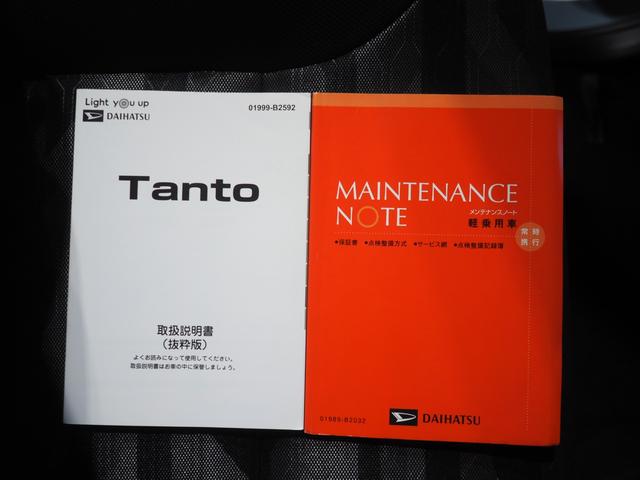 Light you up
DAIHATSU
01999-B2592
Tanto
取扱説明書
(抜粋版)
よくお読みになって使用してください。
取扱説明書はお車の中に保管しましょう。
MAINTENANCE
NOTE
メンテナンスノート
軽乗用車
常時
携行
●保証書 ●点検整備方式 ●サービス網 ●点検整備記録簿
01989-B2032
DAIHATSU